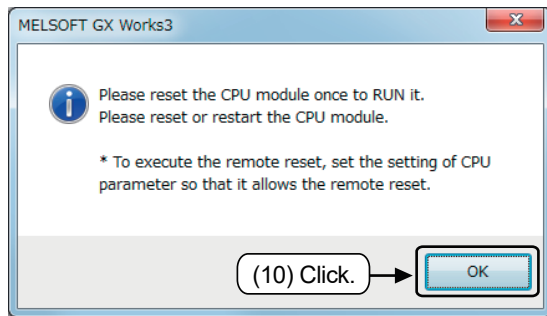 MELSOFT GX Works3
Please reset the CPU module once to RUN it.
Please reset or restart the CPU module.
* To execute the remote reset, set the setting of CPU
parameter so that it allows the remote reset.
(10) Click.
OK